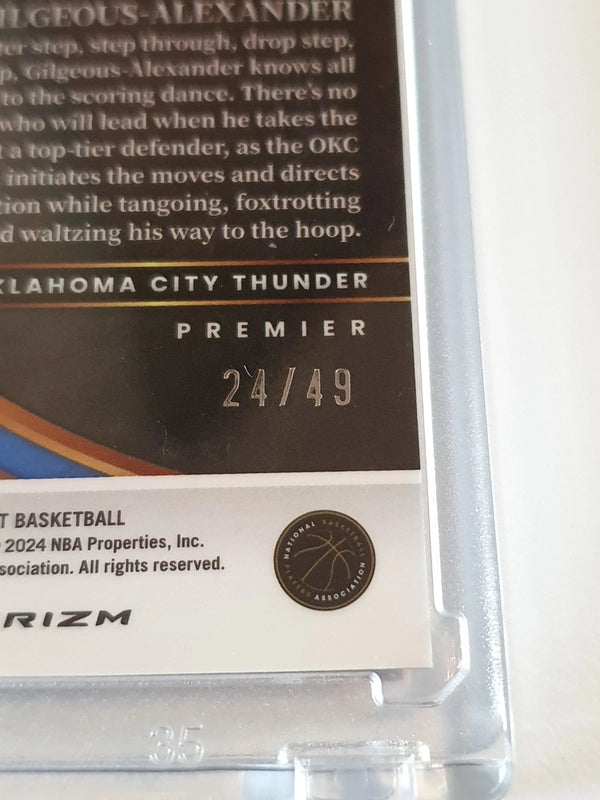 ILGEOUS-ALEXANDER
step, step through, drop step,
p. Gilgeous-Alexander knows all
to the scoring dance. There's no
who will lead when he takes the
t a top-tier defender, as the OKC
initiates the moves and directs
tion while tangoing, foxtrotting
d waltzing his way to the hoop.
KLAHOMA CITY THUNDER
PREMIER
24/49
T BASKETBALL
© 2024 NBA Properties, Inc.
sociation. All rights reserved.
NATIONAL BASKETBALL
PLAYERS ASSOCIATION
RIZM
35